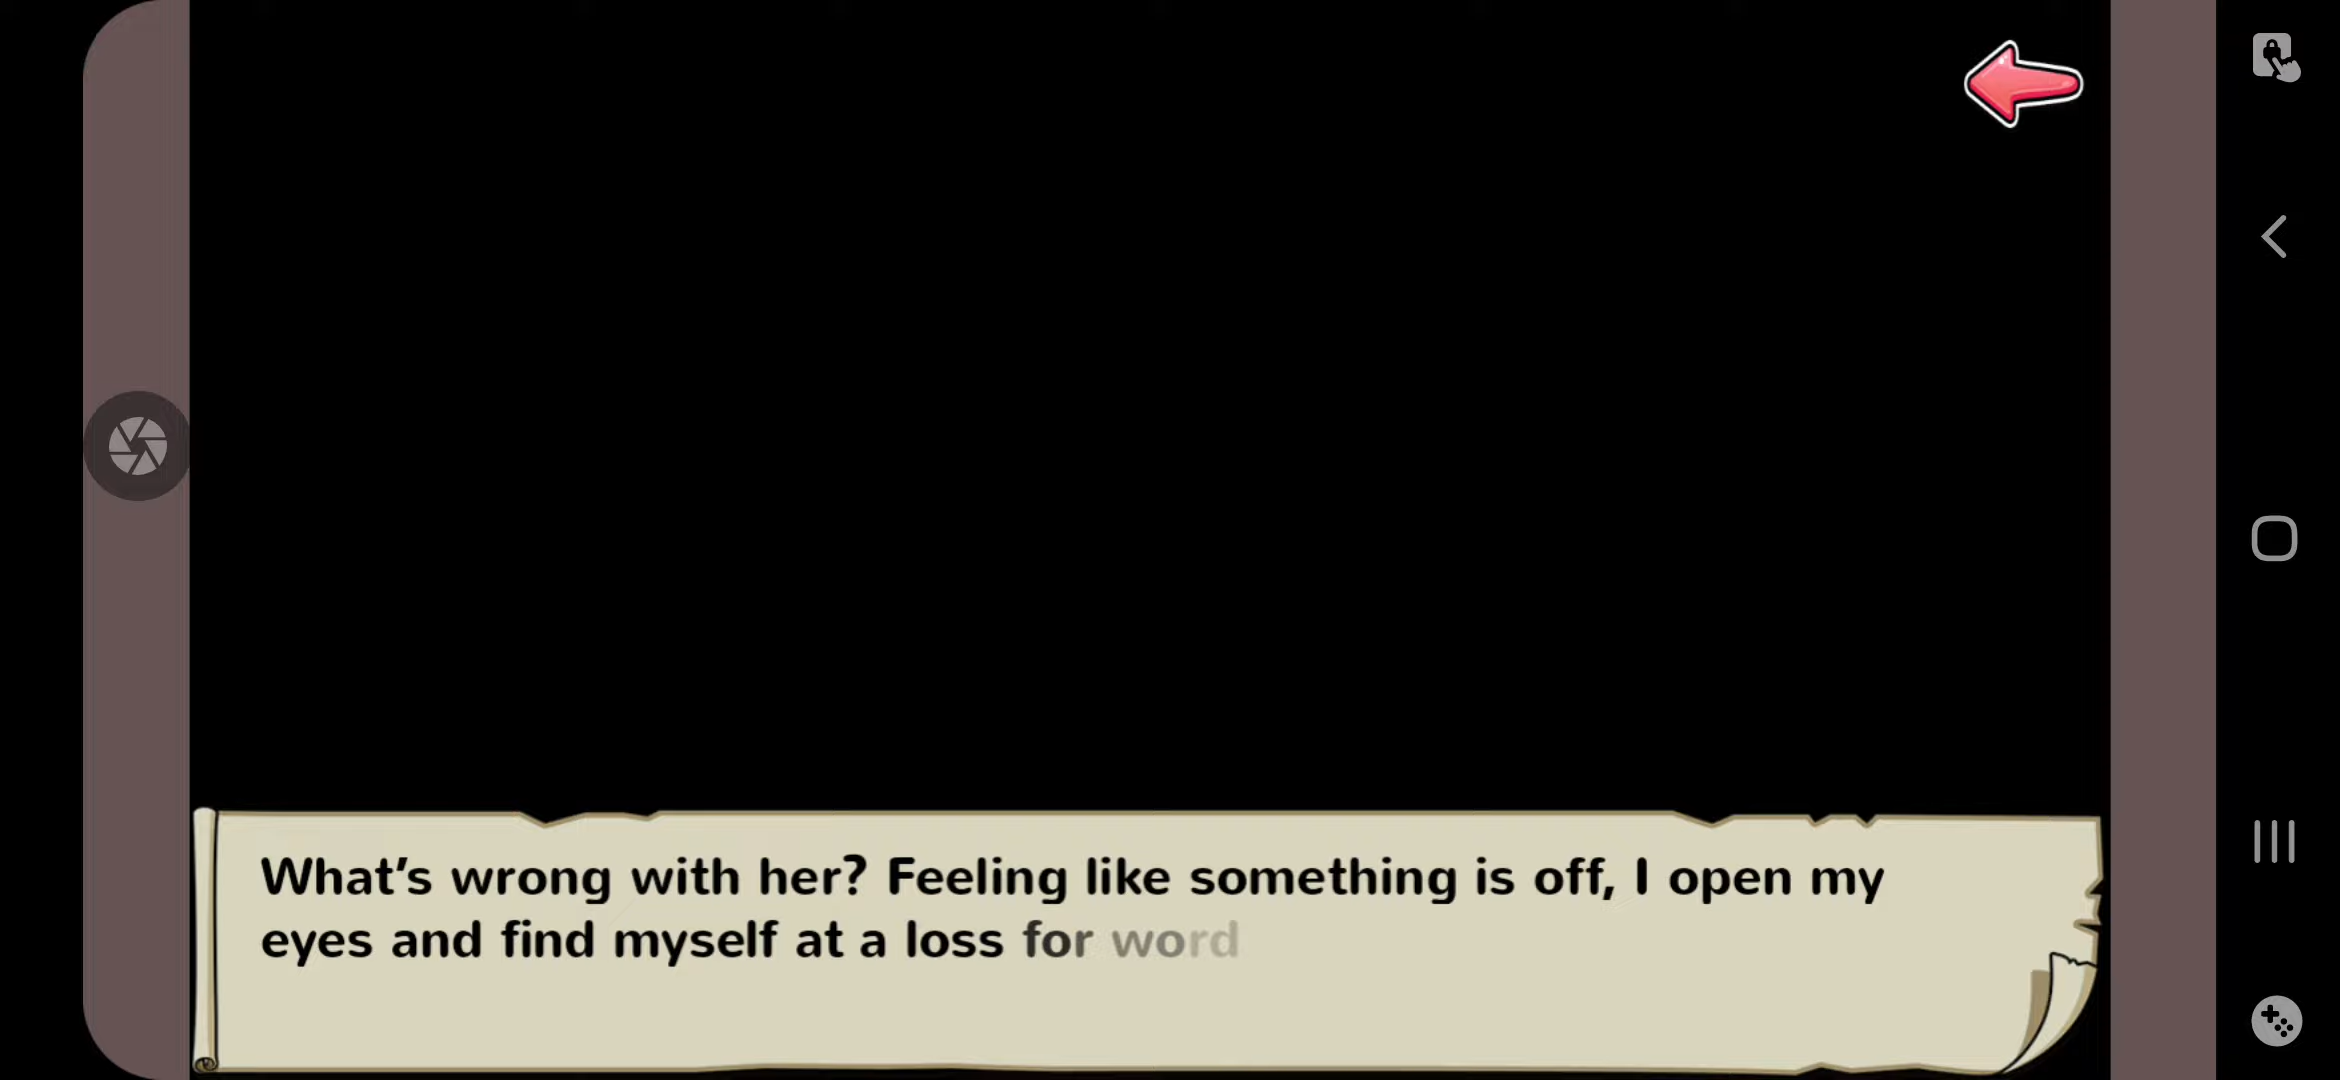 What's wrong with her? Feeling like something is off, I open my
eyes and find myself at a loss for word